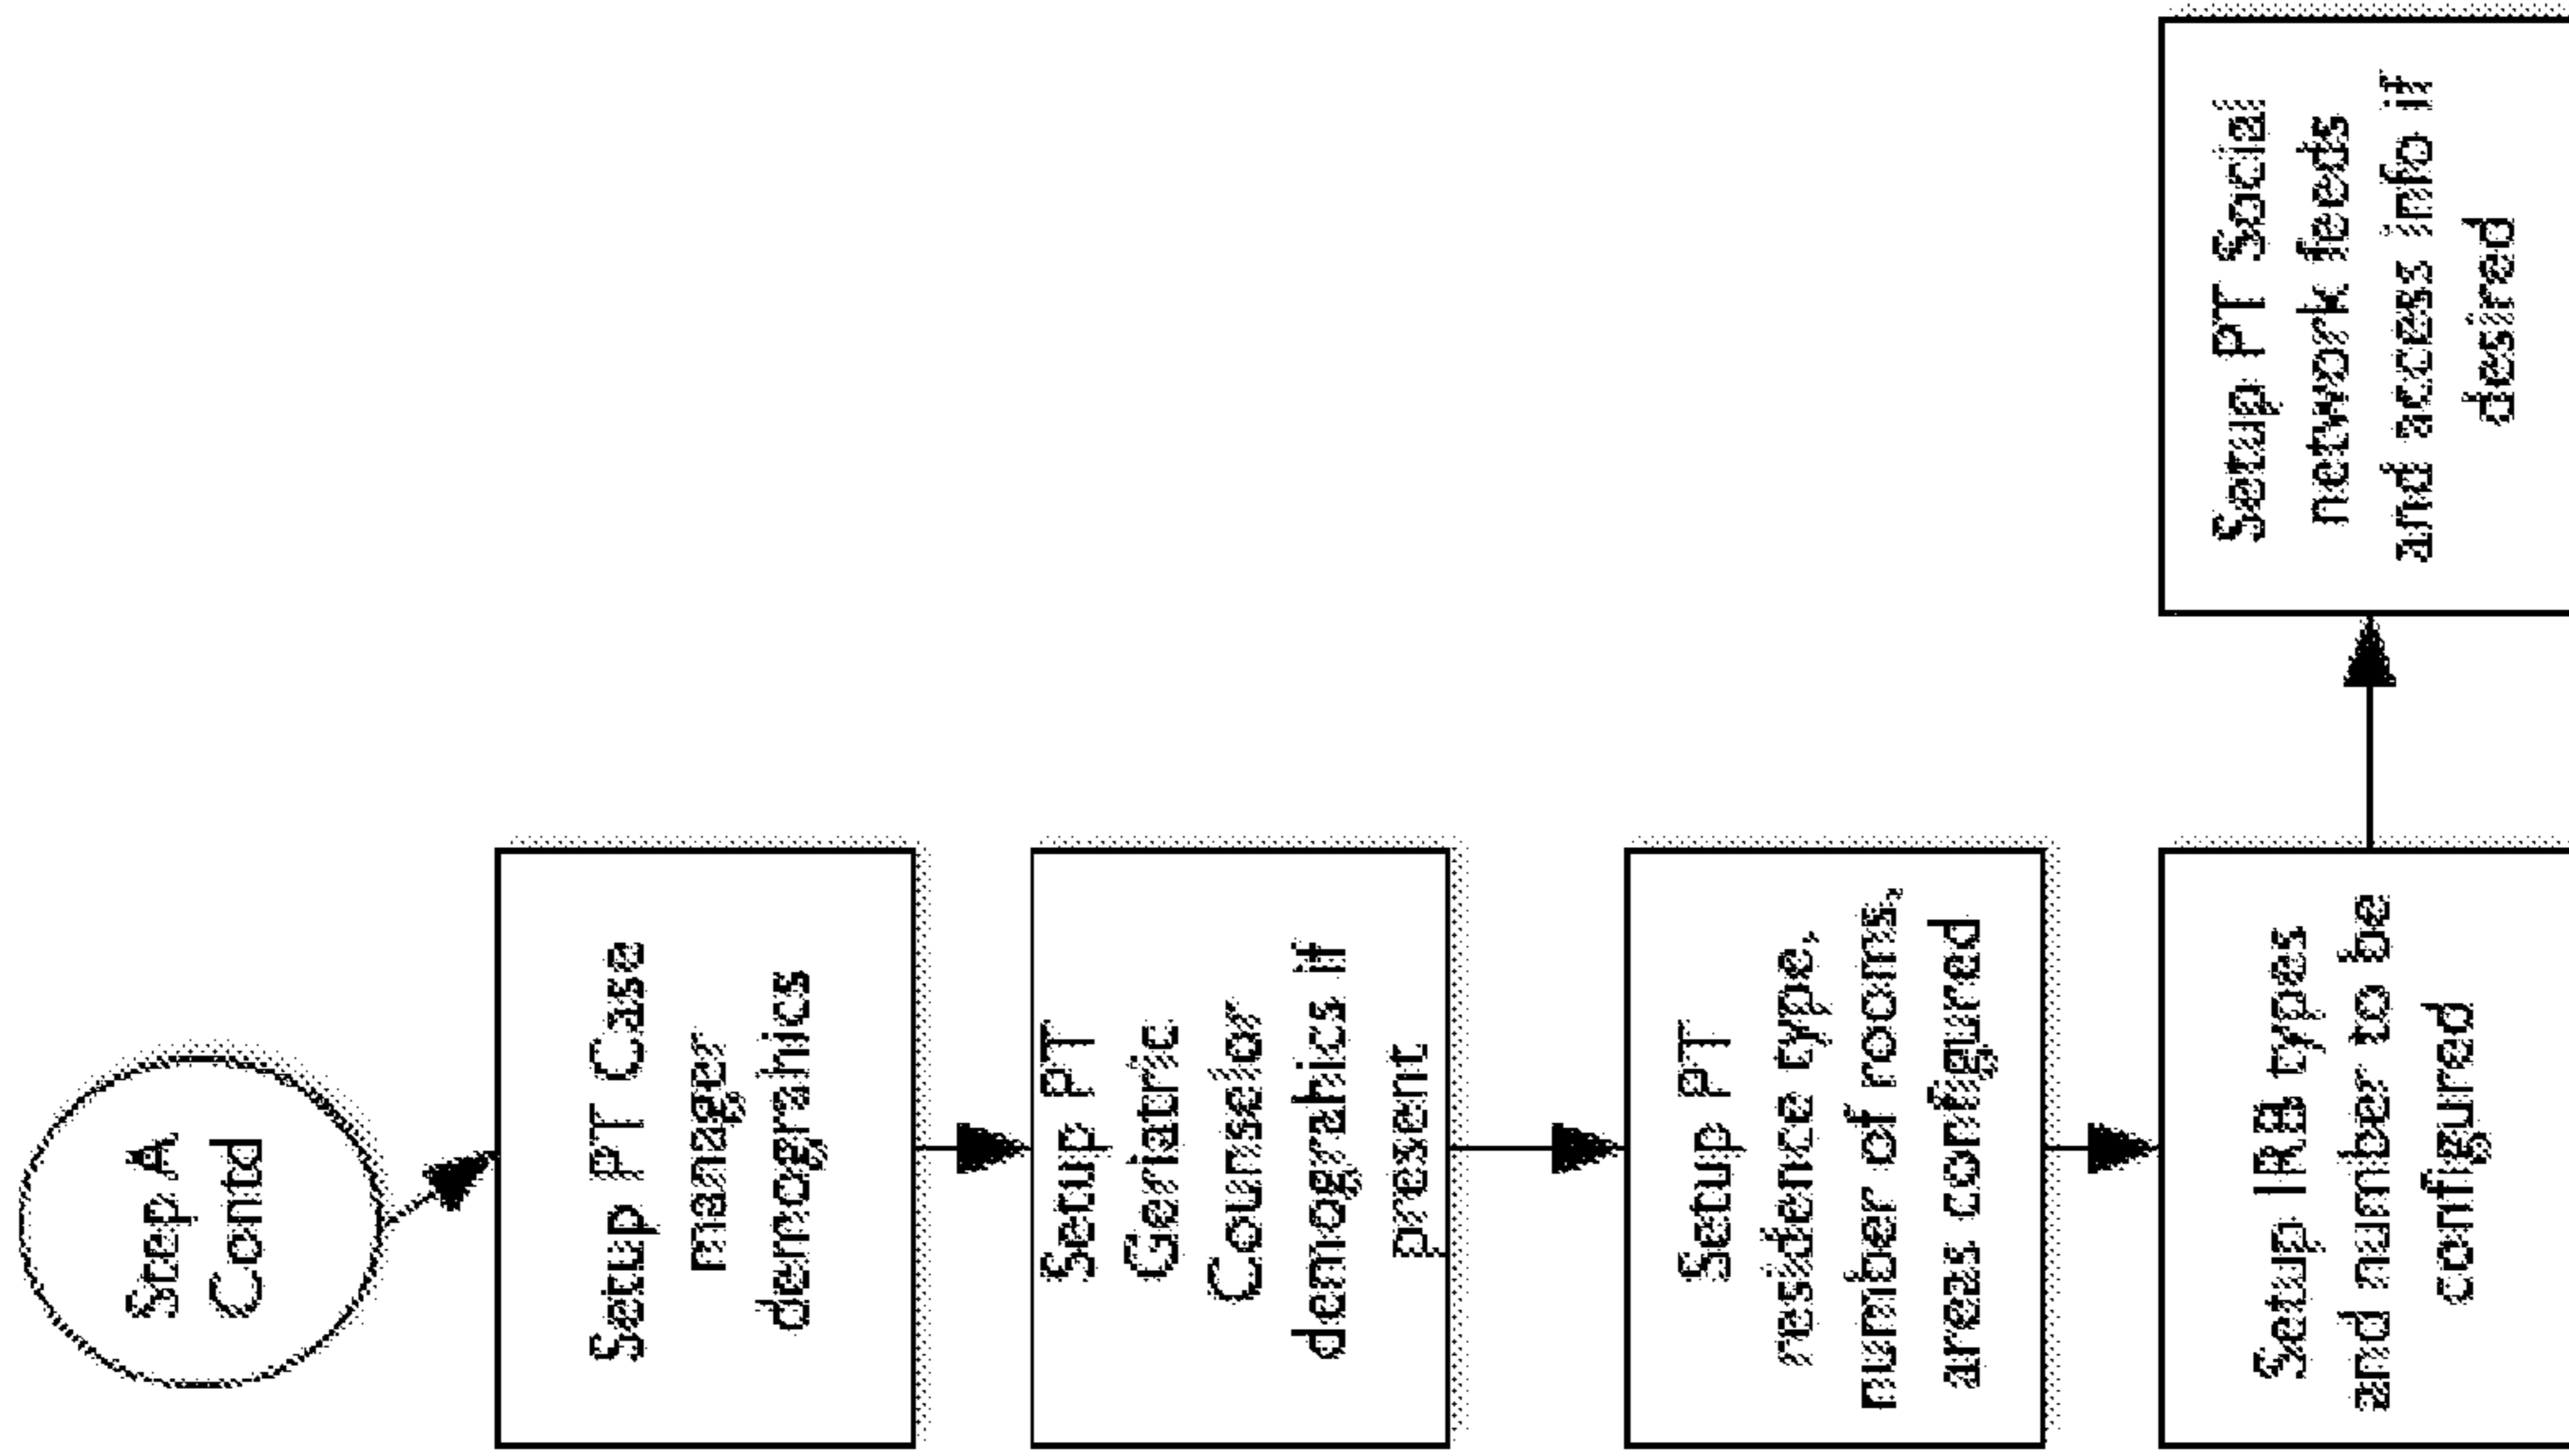 Step A
Contd
Setup PT Case
manager
demograhics
Setup PT
Geriatric
Counselor
demograhics if
present
Setup PT
residence type,
number of rooms,
areas configured
Setup IRB types
and number to be
configured
Setup PT Social
network feeds
and access info if
desired